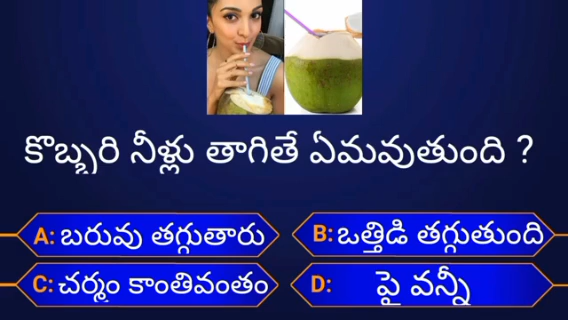 కొబ్బరి నీళ్లు తాగితే ఏమవుతుంది ?
A: బరువు తగ్గుతారు
B: ఒత్తిడి తగ్గుతుంది
C: చర్మం కాంతివంతం
D: పై వన్నీ